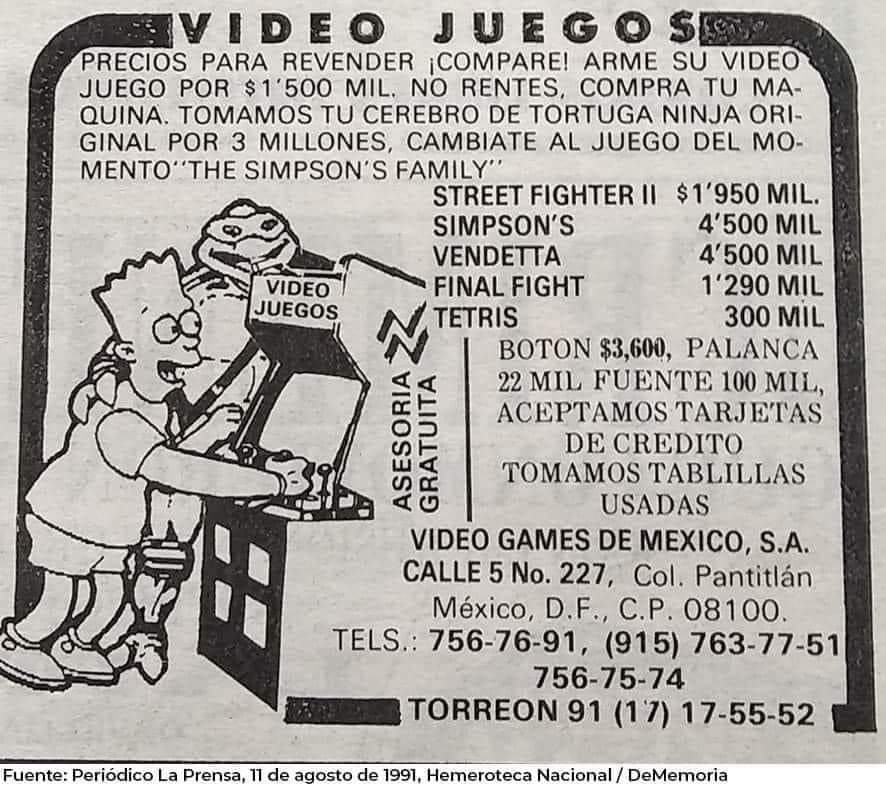 VIDEO JUEGOS
PRECIOS PARA REVENDER ¡COMPARE! ARME SU VIDEO
JUEGO POR $1'500 MIL. NO RENTES, COMPRA TU MA-
QUINA. TOMAMOS TU CEREBRO DE TORTUGA NINJA ORI-
GINAL POR 3 MILLONES, CAMBIATE AL JUEGO DEL MO-
MENTO "THE SIMPSON'S FAMILY"
STREET FIGHTER II $1'950 MIL.
SIMPSON'S 4'500 MIL
VENDETTA 4'500 MIL
FINAL FIGHT 1'290 MIL
TETRIS 300 MIL
VIDEO
JUEGOS
ASESORIA
GRATUITA
BOTON $3,600, PALANCA
22 MIL FUENTE 100 MIL,
ACEPTAMOS TARJETAS
DE CREDITO
TOMAMOS TABLILLAS
USADAS
VIDEO GAMES DE MEXICO, S.A.
CALLE 5 No. 227, Col. Pantitlán
México, D.F., C.P. 08100.
TELS.: 756-76-91, (915) 763-77-51
756-75-74
TORREON 91 (17) 17-55-52
Fuente: Periódico La Prensa, 11 de agosto de 1991, Hemeroteca Nacional / DeMemoria